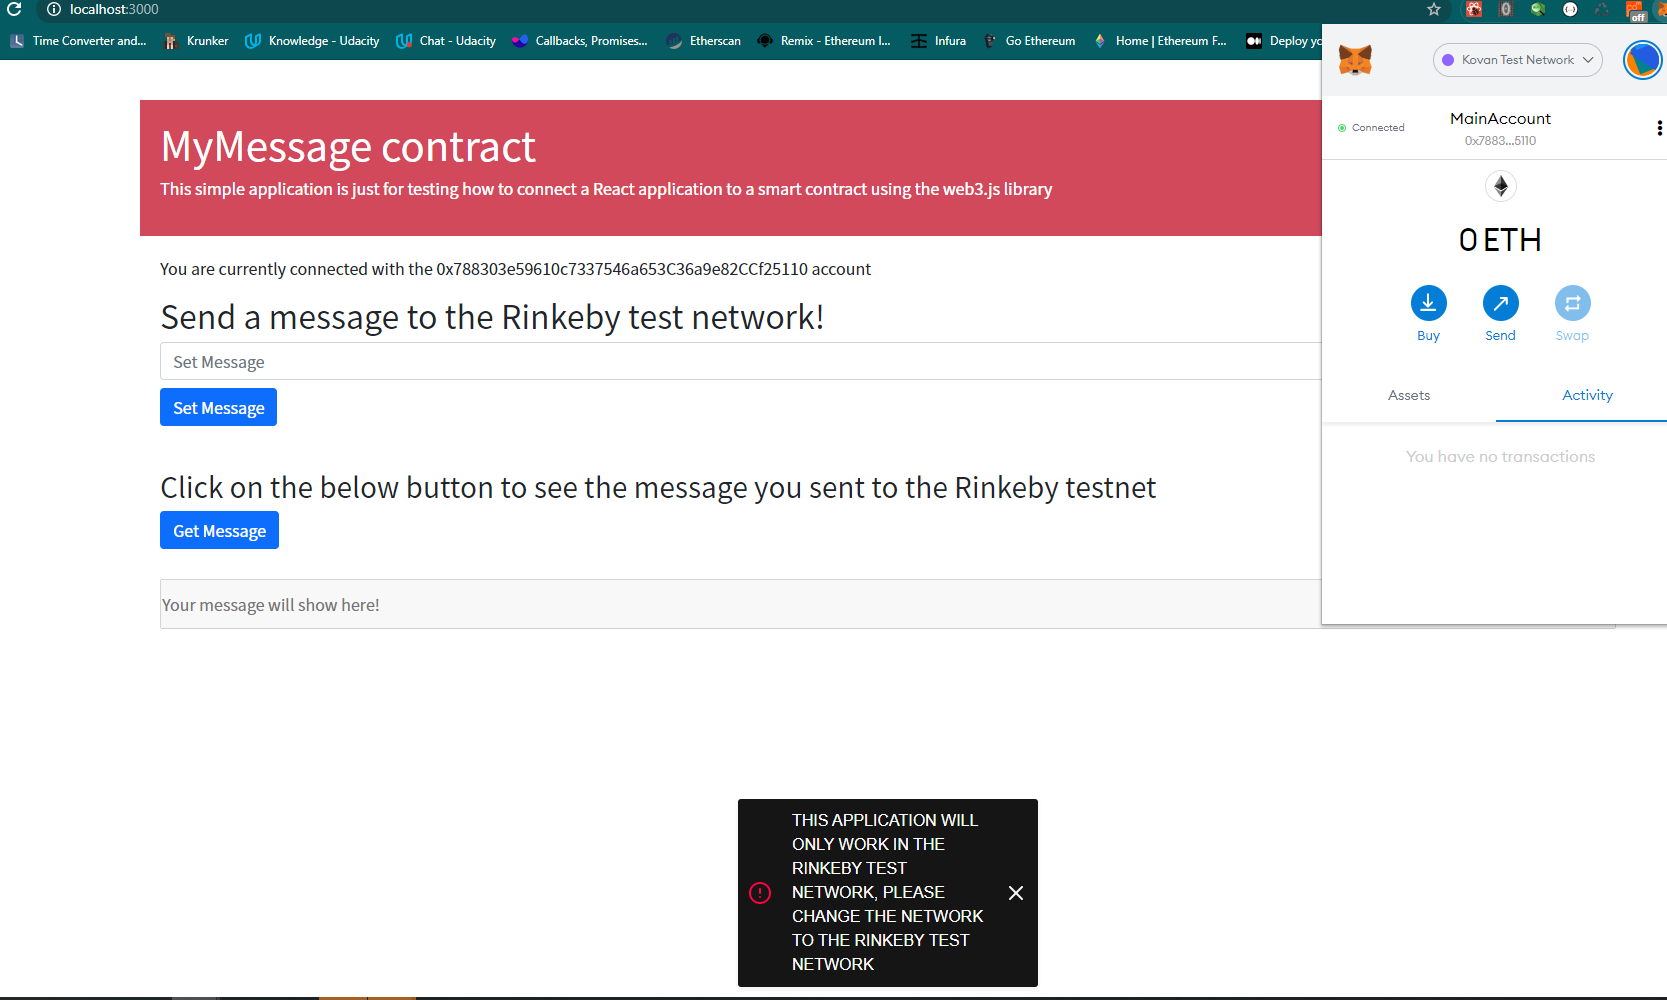 localhost:3000
off
Time Converter and...
Krunker
Knowledge - Udacity
Chat - Udacity
Callbacks, Promises...
Etherscan
Remix - Ethereum I...
Infura
Go Ethereum
Home | Ethereum F...
Deploy yo
MyMessage contract
This simple application is just for testing how to connect a React application to a smart contract using the web3.js library
You are currently connected with the 0x788303e59610c7337546a653C36a9e82CCf25110 account
Send a message to the Rinkeby test network!
Set Message
Set Message
Click on the below button to see the message you sent to the Rinkeby testnet
Get Message
Your message will show here!
Kovan Test Network
Connected
MainAccount
0x7883...5110
0 ETH
Buy
Send
Swap
Assets
Activity
You have no transactions
THIS APPLICATION WILL
ONLY WORK IN THE
RINKEBY TEST
NETWORK, PLEASE
CHANGE THE NETWORK
TO THE RINKEBY TEST
NETWORK